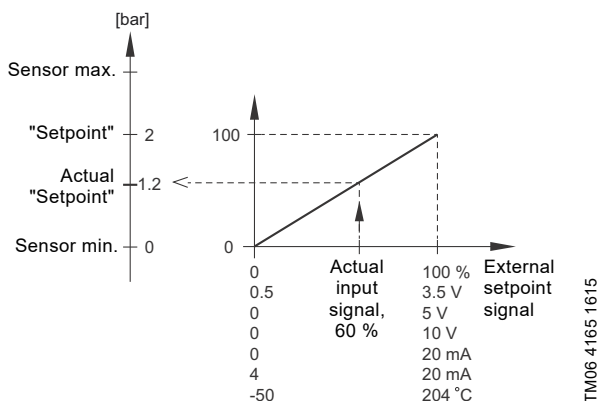 [bar]
Sensor max.
"Setpoint" 2
Actual
"Setpoint"
1.2
Sensor min. 0
100
0
0 Actual input signal, 60 % 100 % External setpoint signal
0.5 3.5 V
0 5 V
0 10 V
0 20 mA
4 20 mA
-50 204 °C
TM06 4165 1615